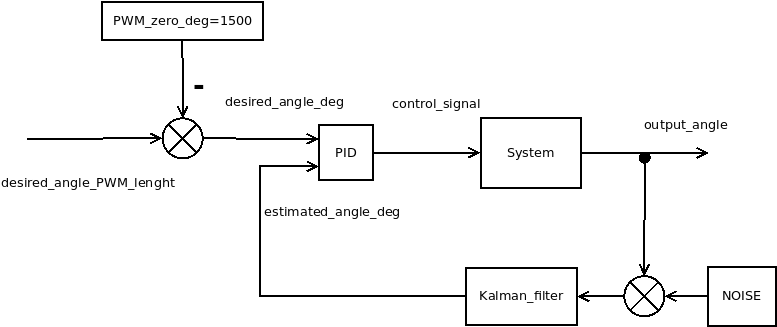 PWM_zero_deg=1500
-
desired_angle_deg
control_signal
output_angle
PID
System
desired_angle_PWM_lenght
estimated_angle_deg
Kalman_filter
NOISE